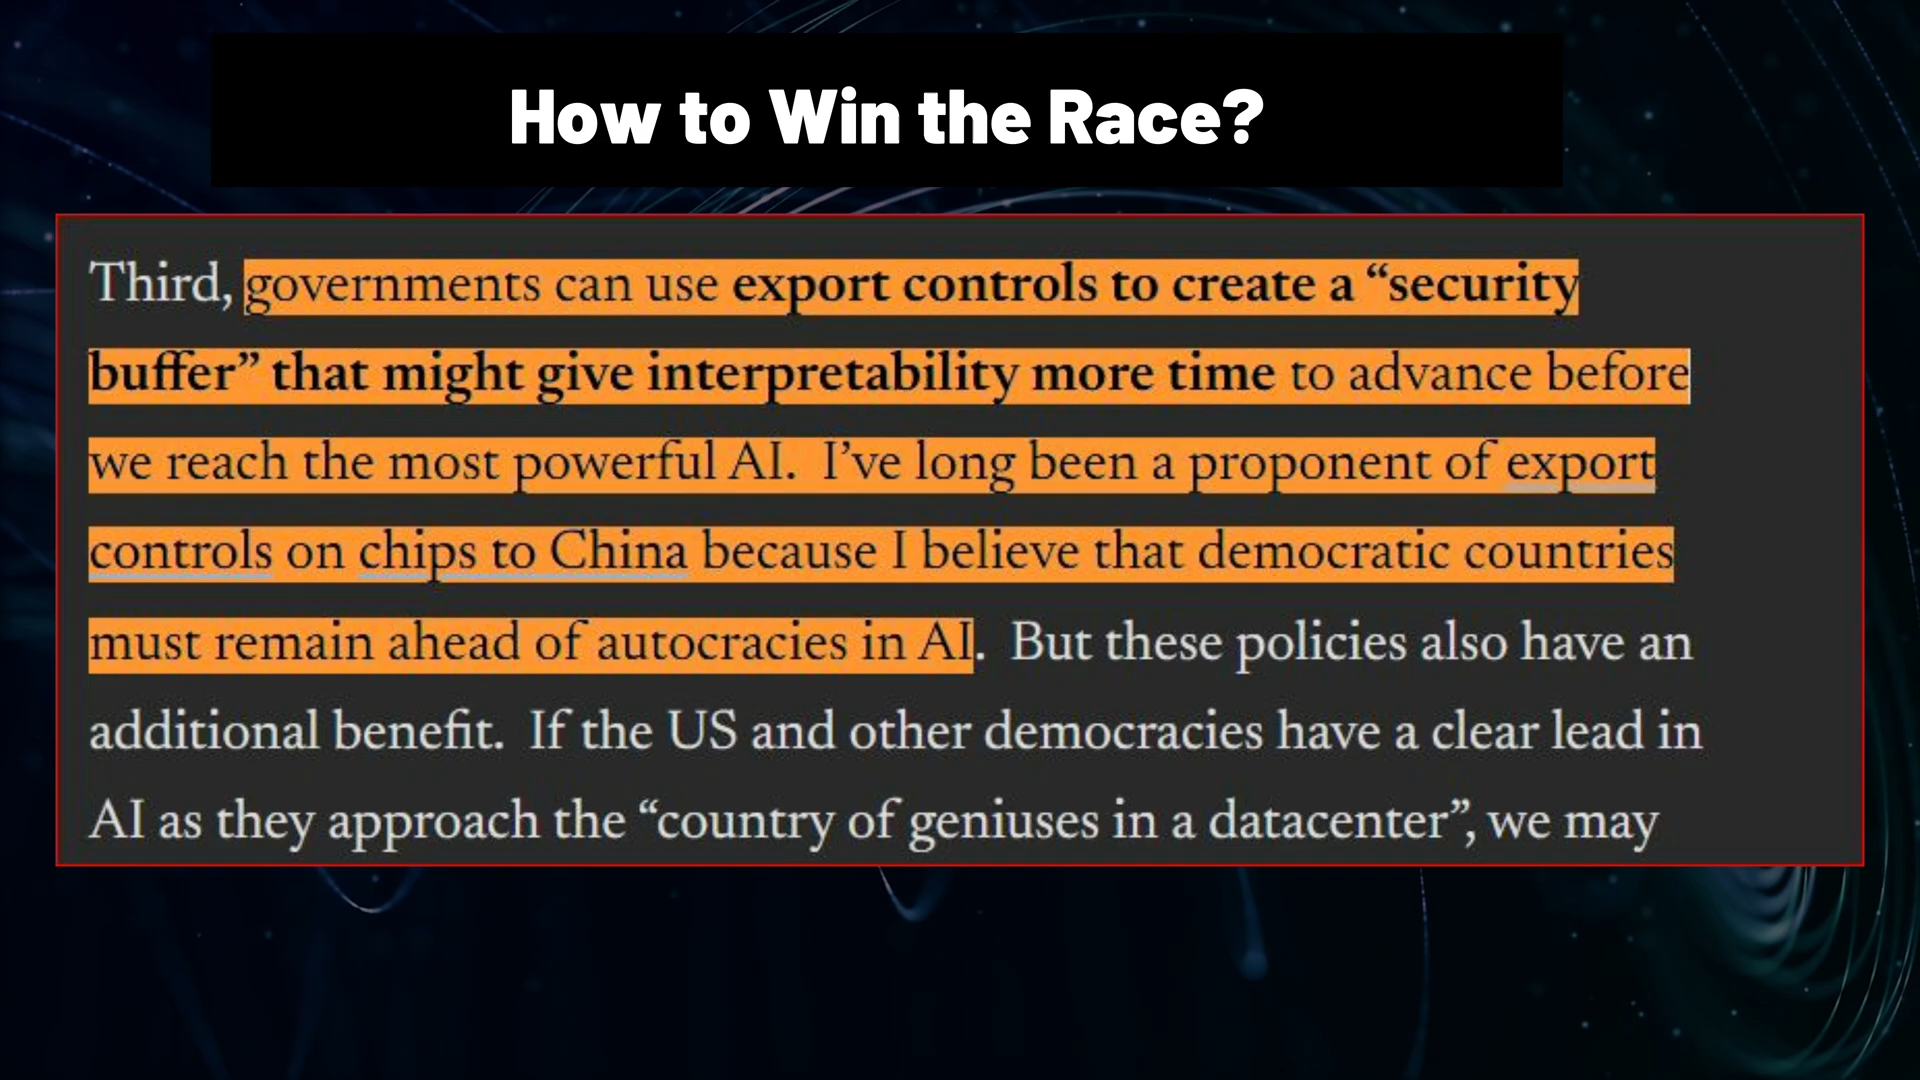 How to Win the Race?
Third, governments can use export controls to create a “security
buffer” that might give interpretability more time to advance before
we reach the most powerful AI.  I’ve long been a proponent of export
controls on chips to China because I believe that democratic countries
must remain ahead of autocracies in AI.  But these policies also have an
additional benefit.  If the US and other democracies have a clear lead in
AI as they approach the “country of geniuses in a datacenter”, we may